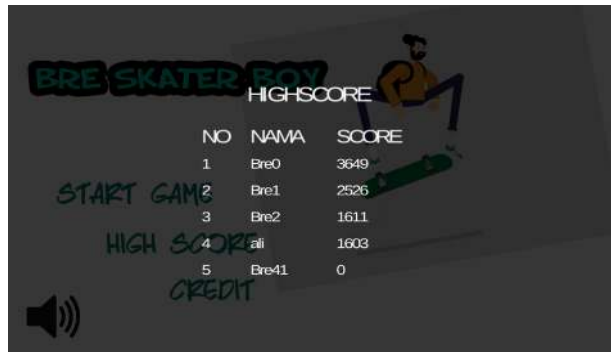 BRE SKATER BOY
HIGHSCORE
NO NAMA SCORE
1 Bre0 3649
2 Bre1 2526
3 Bre2 1611
4 ali 1603
5 Bre41 0
START GAME
HIGH SCORE
CREDIT